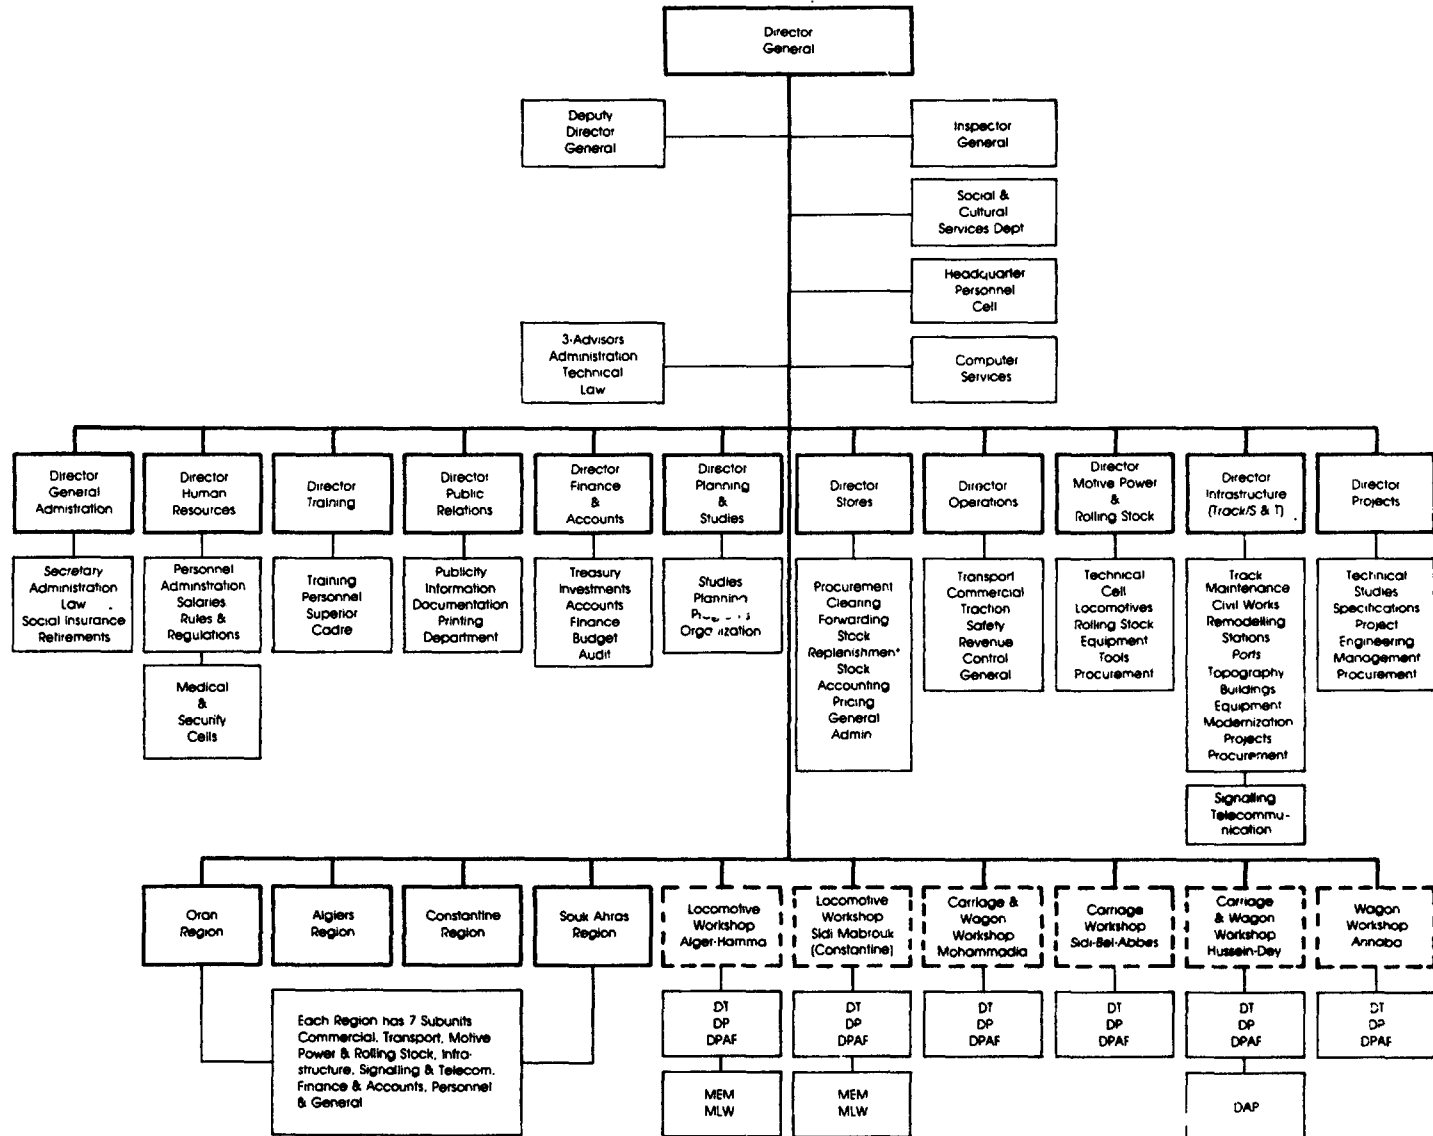 Director
General
Deputy
Director
General
Inspector
General
Social &
Cultural
Services Dept
Headquarter
Personnel
Cell
3-Advisors
Administration
Technical
Law
Computer
Services
Director
General
Admistration
Director
Human
Resources
Director
Training
Director
Public
Relations
Director
Finance
&
Accounts
Director
Planning
&
Studies
Director
Stores
Director
Operations
Director
Motive Power
&
Rolling Stock
Director
Infrastructure
(Track/S & T)
Director
Projects
Secretary
Administration
Law
Social Insurance
Retirements
Personnel
Adminstration
Salaries
Rules &
Regulations
Training
Personnel
Superior
Cadre
Publicity
Information
Documentation
Printing
Department
Treasury
Investments
Accounts
Finance
Budget
Audit
Studies
Planning
Organization
Procurement
Clearing
Forwarding
Stock
Replenishment
Stock
Accounting
Pricing
General
Admin
Transport
Commercial
Traction
Safety
Revenue
Control
General
Technical
Cell
Locomotives
Rolling Stock
Equipment
Tools
Procurement
Track
Maintenance
Civil Works
Remodelling
Stations
Ports
Topography
Buildings
Equipment
Modernization
Projects
Procurement
Technical
Studies
Specifications
Project
Engineering
Management
Procurement
Medical
&
Security
Cells
Signalling
Telecommu-
nication
Oran
Region
Algiers
Region
Constantine
Region
Souk Ahras
Region
Locomotive
Workshop
Alger-Hamma
Locomotive
Workshop
Sidi Mabrouk
(Constantine)
Carriage &
Wagon
Workshop
Mohammadia
Carriage
Workshop
Sidi-Bel-Abbes
Carriage
& Wagon
Workshop
Hussein-Dey
Wagon
Workshop
Annaba
Each Region has 7 Subunits
Commercial, Transport, Motive
Power & Rolling Stock, Infra-
structure, Signalling & Telecom,
Finance & Accounts, Personnel
& General
DT
DP
DPAF
DT
DP
DPAF
DT
DP
DPAF
DT
DP
DPAF
DT
DP
DPAF
DT
DP
DPAF
MEM
MLW
MEM
MLW
DAP